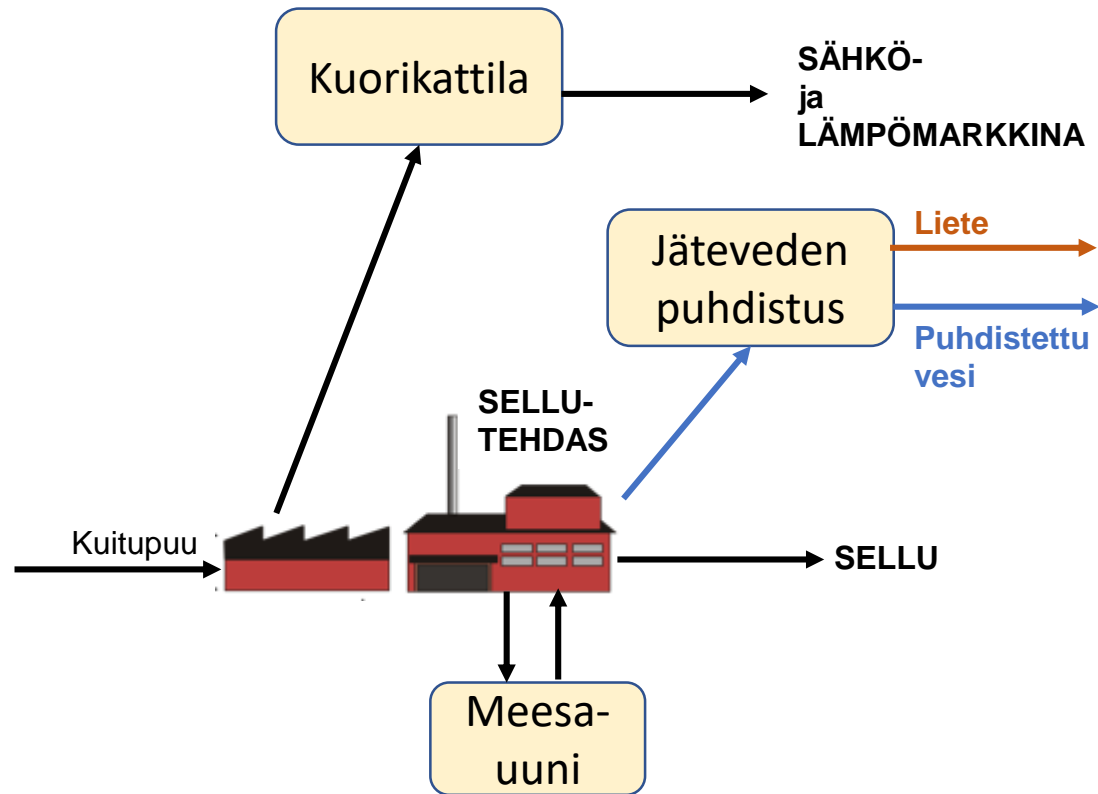 Kuorikattila
SÄHKÖ-
ja
LÄMPÖMARKKINA
Liete
Jäteveden
puhdistus
Puhdistettu
vesi
SELLU-
TEHDAS
Kuitupuu
SELLU
Meesa-
uuni